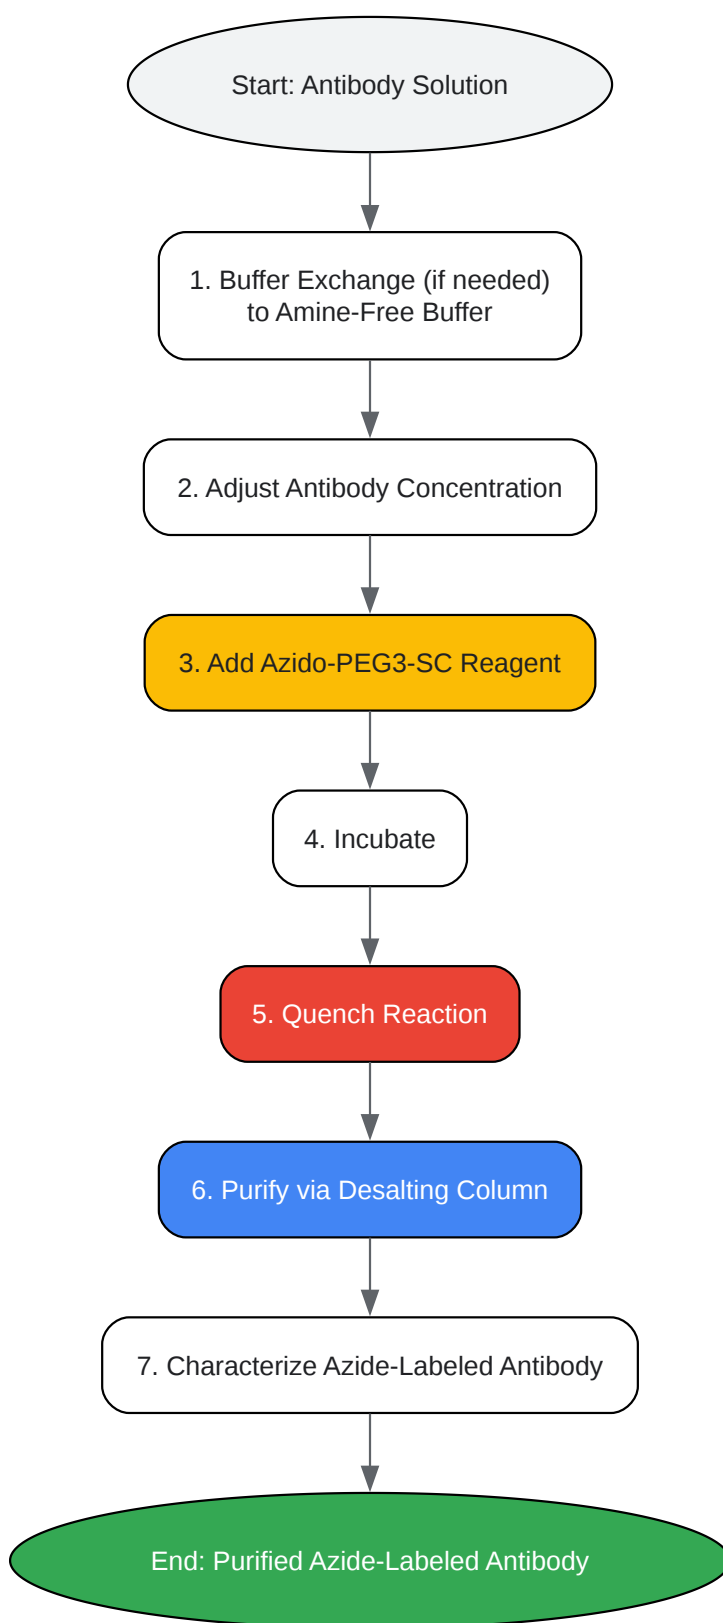 Start: Antibody Solution
1. Buffer Exchange (if needed)
to Amine-Free Buffer
2. Adjust Antibody Concentration
3. Add Azido-PEG3-SC Reagent
4. Incubate
5. Quench Reaction
6. Purify via Desalting Column
7. Characterize Azide-Labeled Antibody
End: Purified Azide-Labeled Antibody